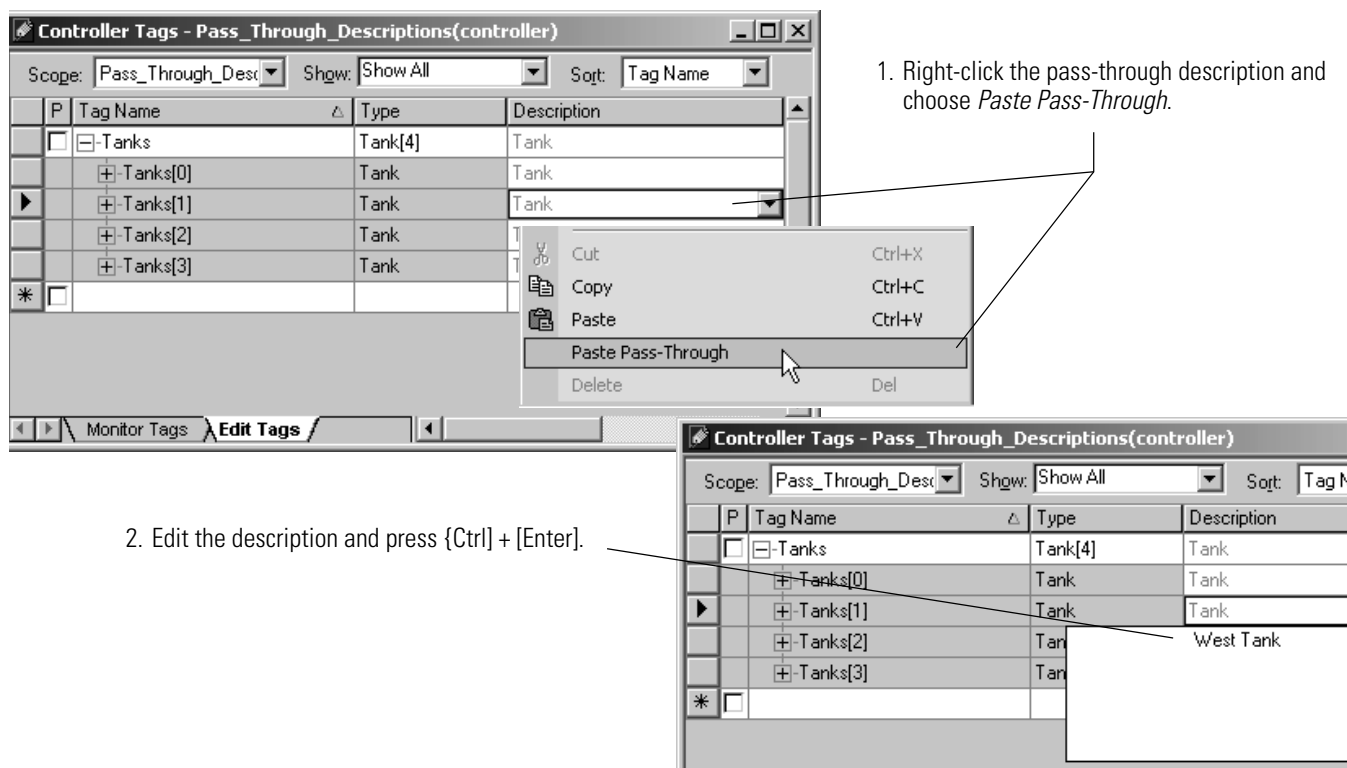 Controller Tags - Pass_Through_Descriptions(controller)
Scope: Pass_Through_Desc Show: Show All Sort: Tag Name
P Tag Name Type Description
Tanks Tank[4] Tank
Tanks[0] Tank Tank
Tanks[1] Tank Tank
Tanks[2] Tank T
Tanks[3] Tank T
*
Cut Ctrl+X
Copy Ctrl+C
Paste Ctrl+V
Paste Pass-Through
Delete Del
Monitor Tags Edit Tags
1. Right-click the pass-through description and
choose Paste Pass-Through.
2. Edit the description and press {Ctrl] + [Enter].
Controller Tags - Pass_Through_Descriptions(controller)
Scope: Pass_Through_Desc Show: Show All Sort: Tag N
P Tag Name Type Description
Tanks Tank[4] Tank
Tanks[0] Tank Tank
Tanks[1] Tank Tank
Tanks[2] Tan
West Tank
Tanks[3] Tan
*